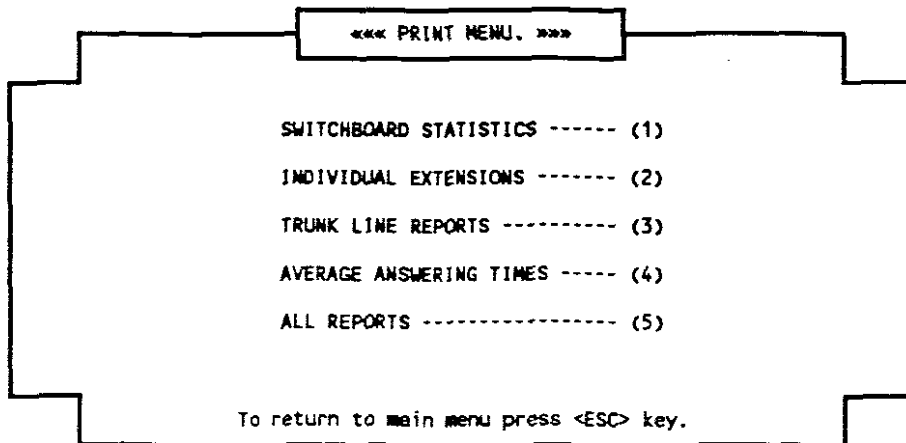 ««« PRINT MENU. »»»
SWITCHBOARD STATISTICS ------ (1)
INDIVIDUAL EXTENSIONS ------- (2)
TRUNK LINE REPORTS ---------- (3)
AVERAGE ANSWERING TIMES ----- (4)
ALL REPORTS ----------------- (5)
To return to main menu press <ESC> key.